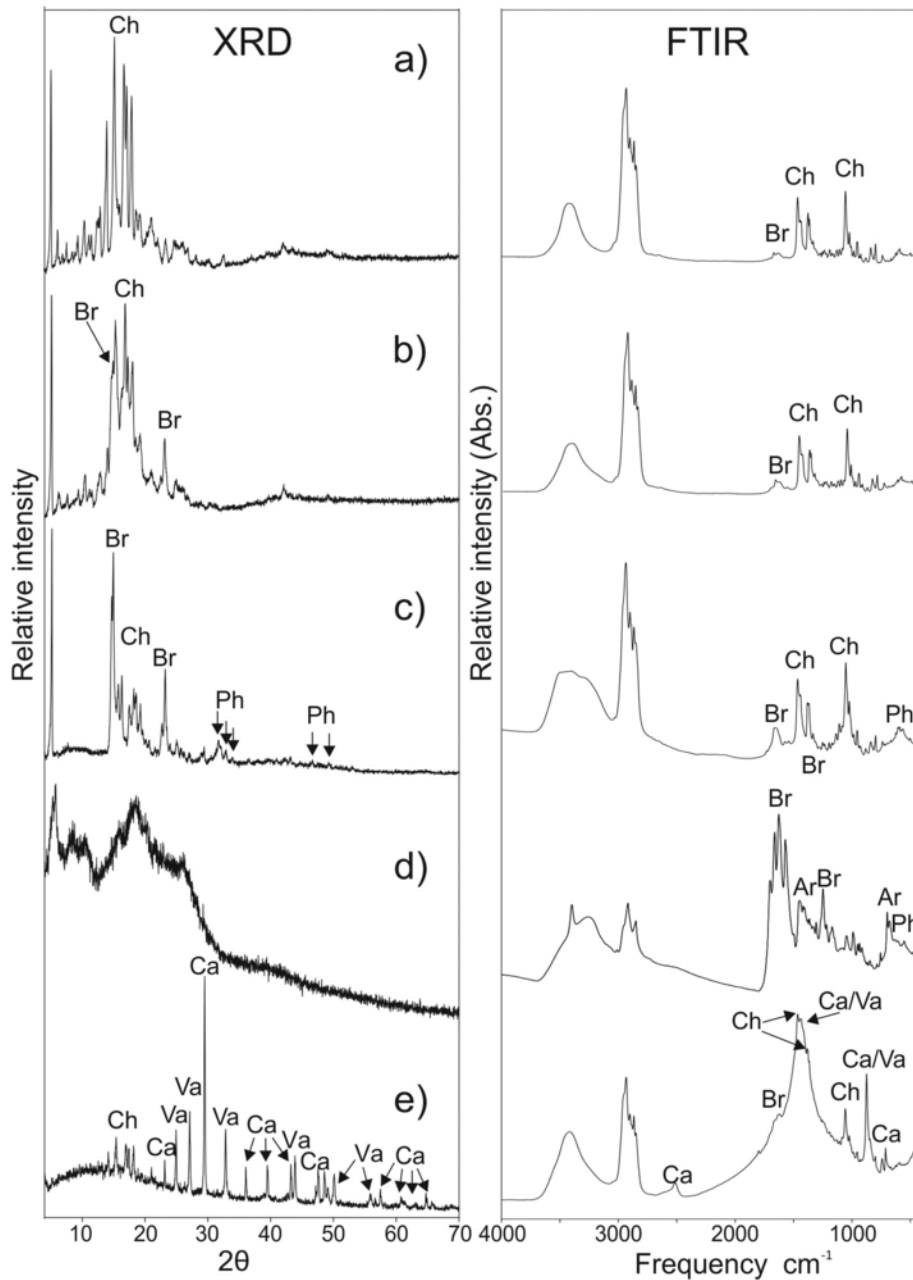 XRD
FTIR
Ch
a)
Ch
Ch
Br
Ch
Br
b)
Br
Ch
Ch
Br
Br
Ch
Br
c)
Ph
Ph
Ch
Ch
Br
Ph
Br
d)
Br
Ar
Br
Ar
Ph
Ca
e)
Va
Va
Va
Ca
Va
Ch
Ca
Ca
Va
Ca
Ca/Va
Ch
Ca/Va
Br
Ch
Ca
Ca
Relative intensity
Relative intensity (Abs.)
10 20 30 40 50 60 70
4000 3000 2000 1000
2θ
Frequency cm-1